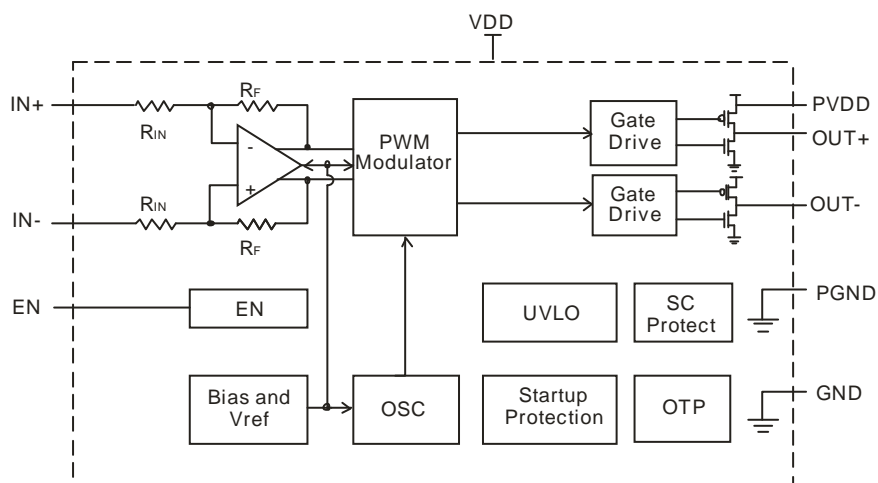 VDD
IN+
RIN
RF
-
+
PWM
Modulator
Gate
Drive
PVDD
OUT+
IN-
RIN
RF
Gate
Drive
OUT-
EN
EN
UVLO
SC
Protect
PGND
Bias and
Vref
OSC
Startup
Protection
OTP
GND